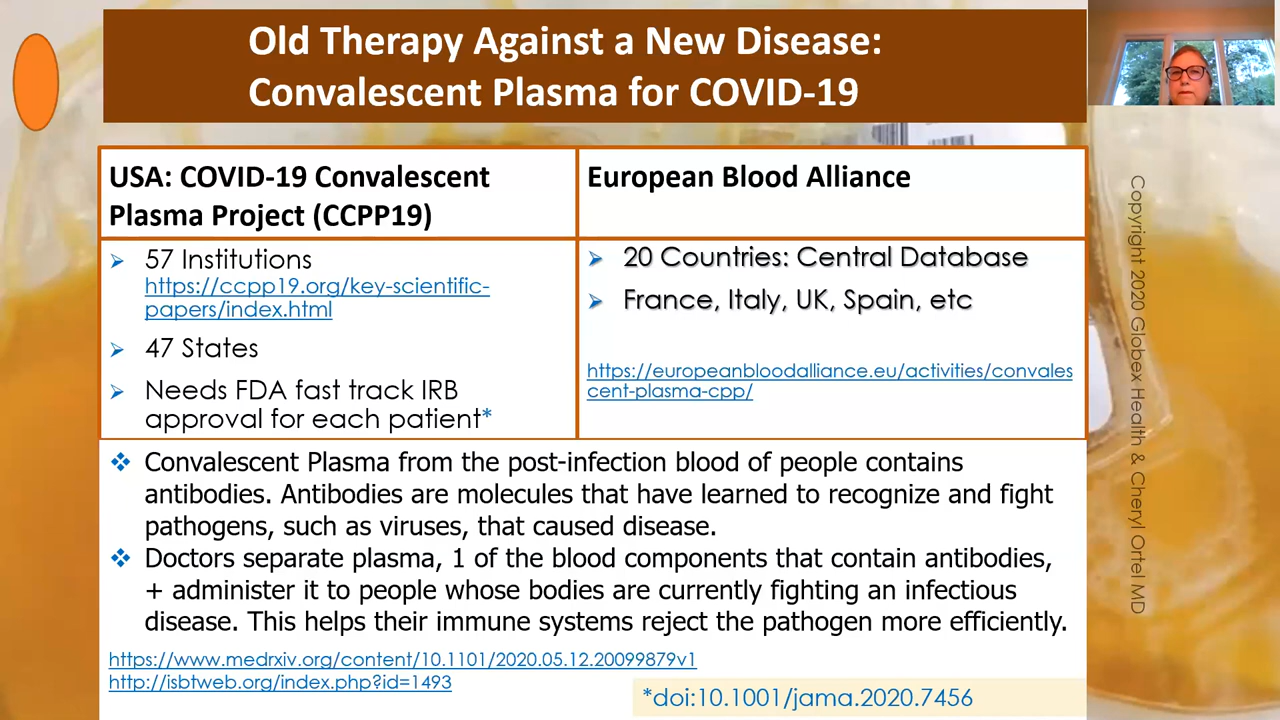 Old Therapy Against a New Disease:
Convalescent Plasma for COVID-19
USA: COVID-19 Convalescent
Plasma Project (CCPP19)
European Blood Alliance
57 Institutions
https://ccpp19.org/key-scientific-
papers/index.html
47 States
Needs FDA fast track IRB
approval for each patient*
20 Countries: Central Database
France, Italy, UK, Spain, etc
https://europeanbloodalliance.eu/activities/convales
cent-plasma-cpp/
Convalescent Plasma from the post-infection blood of people contains
antibodies. Antibodies are molecules that have learned to recognize and fight
pathogens, such as viruses, that caused disease.
Doctors separate plasma, 1 of the blood components that contain antibodies,
+ administer it to people whose bodies are currently fighting an infectious
disease. This helps their immune systems reject the pathogen more efficiently.
https://www.medrxiv.org/content/10.1101/2020.05.12.20099879v1
http://isbtweb.org/index.php?id=1493
*doi:10.1001/jama.2020.7456
Copyright 2020 Globex Health & Cheryl Ortel MD